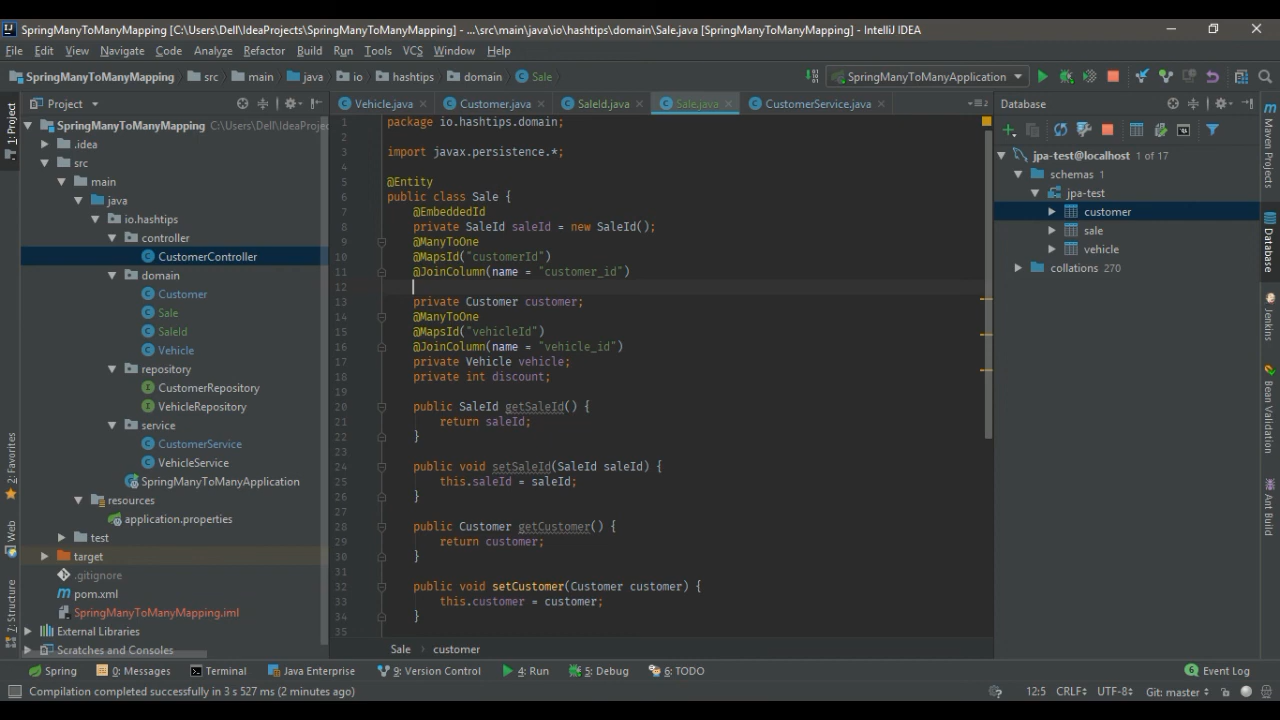 SpringManyToManyMapping [C:\Users\Dell\IdeaProjects\SpringManyToManyMapping] - ...\src\main\java\io\hashtips\domain\Sale.java [SpringManyToManyMapping] - IntelliJ IDEA
File Edit View Navigate Code Analyze Refactor Build Run Tools VCS Window Help
SpringManyToManyMapping src main java io hashtips domain Sale SpringManyToManyApplication
Project
Vehicle.java Customer.java SaleId.java Sale.java CustomerService.java
2
Database
1: Project
2: Favorites
Web
7: Structure
SpringManyToManyMapping C:\Users\Dell\IdeaProjec
.idea
src
main
java
io.hashtips
controller
CustomerController
domain
Customer
Sale
SaleId
Vehicle
repository
CustomerRepository
VehicleRepository
service
CustomerService
VehicleService
SpringManyToManyApplication
resources
application.properties
test
target
.gitignore
pom.xml
SpringManyToManyMapping.iml
External Libraries
Scratches and Consoles
1 package io.hashtips.domain;
2
3 import javax.persistence.*;
4
5 @Entity
6 public class Sale {
7 @EmbeddedId
8 private SaleId saleId = new SaleId();
9 @ManyToOne
10 @MapsId("customerId")
11 @JoinColumn(name = "customer_id")
12
13 private Customer customer;
14 @ManyToOne
15 @MapsId("vehicleId")
16 @JoinColumn(name = "vehicle_id")
17 private Vehicle vehicle;
18 private int discount;
19
20 public SaleId getSaleId() {
21 return saleId;
22 }
23
24 public void setSaleId(SaleId saleId) {
25 this.saleId = saleId;
26 }
27
28 public Customer getCustomer() {
29 return customer;
30 }
31
32 public void setCustomer(Customer customer) {
33 this.customer = customer;
34 }
35
Sale customer
jpa-test@localhost 1 of 17
schemas 1
jpa-test
customer
sale
vehicle
collations 270
Maven Projects
Database
Jenkins
Bean Validation
Ant Build
Spring 0: Messages Terminal Java Enterprise 9: Version Control 4: Run 5: Debug 6: TODO 6 Event Log
Compilation completed successfully in 3 s 527 ms (2 minutes ago) 12:5 CRLF UTF-8 Git: master